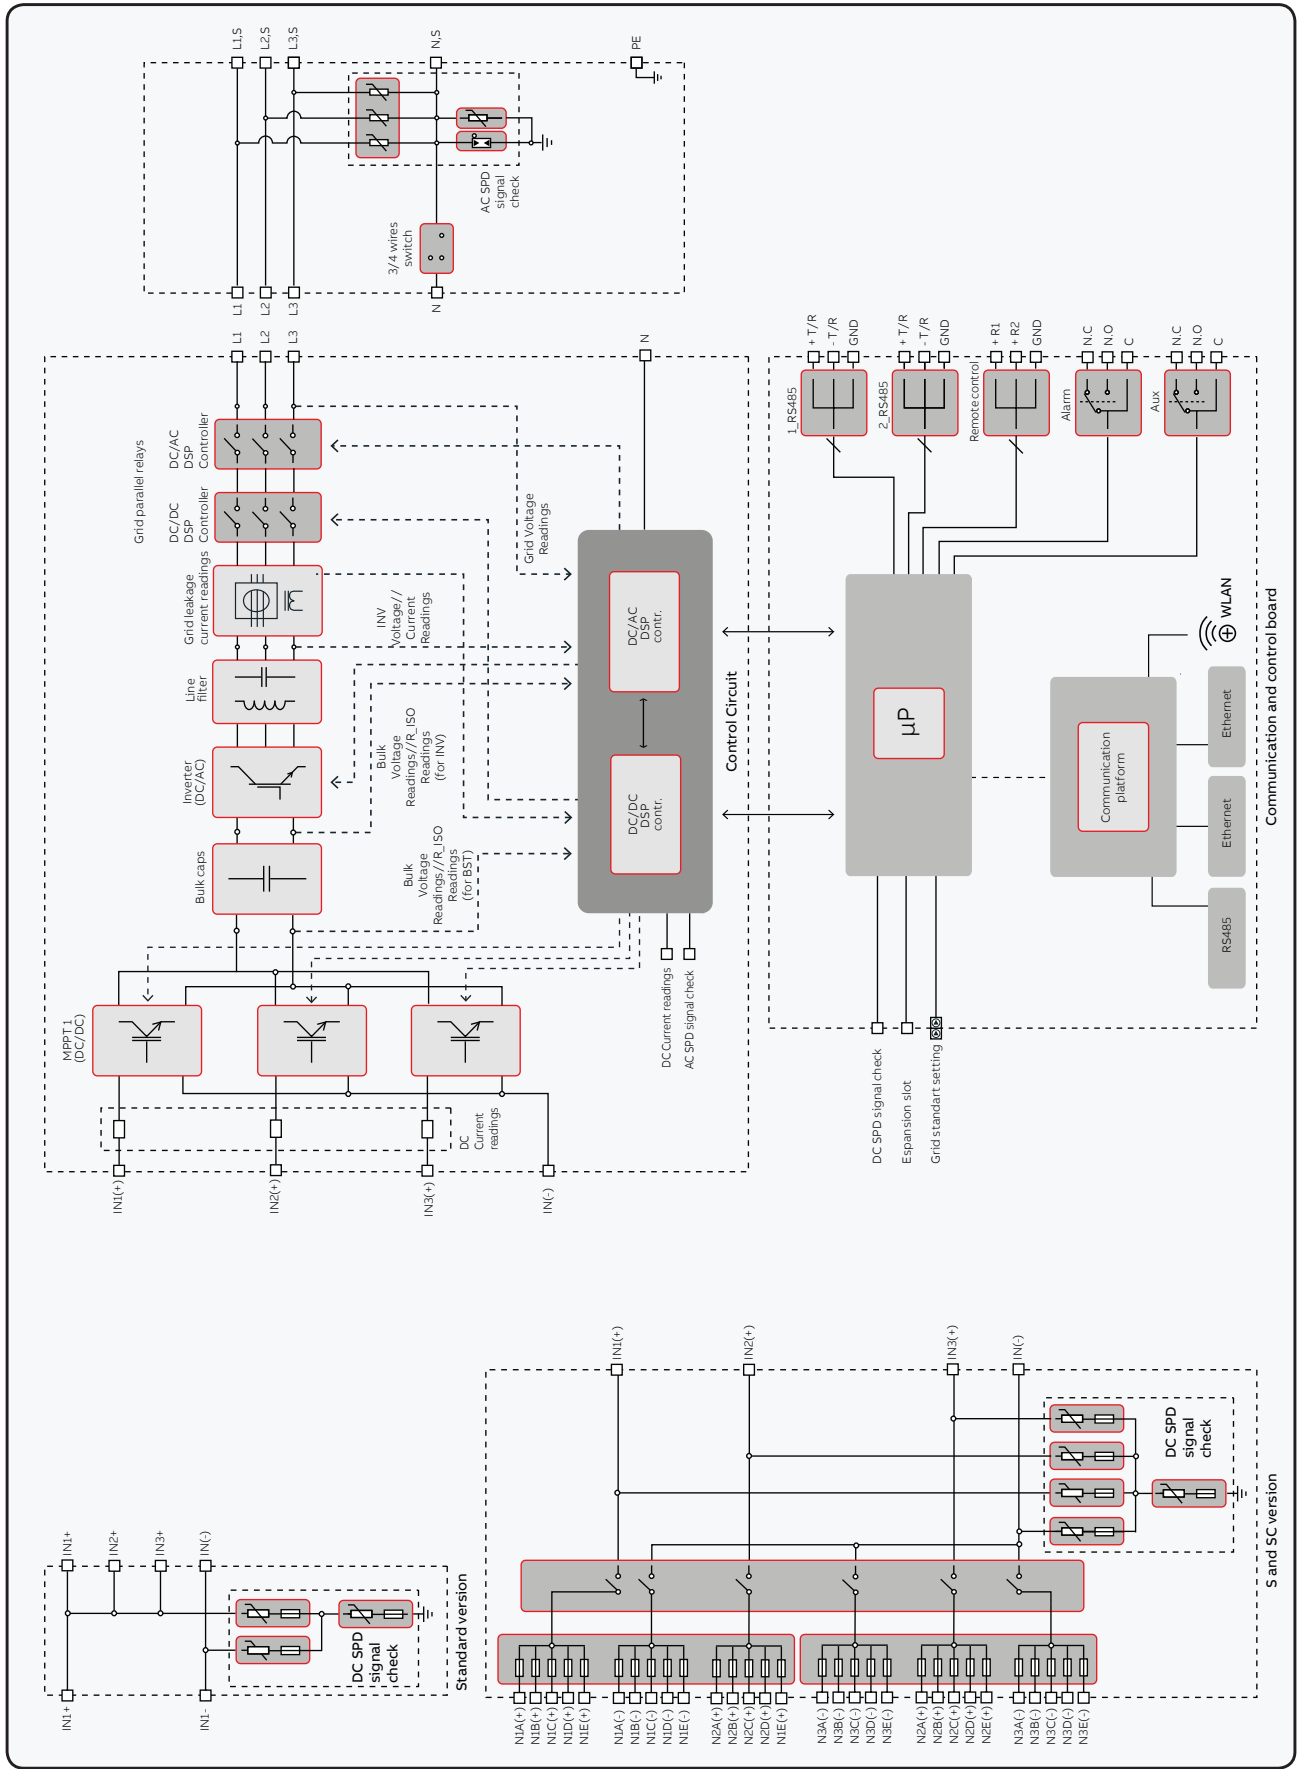 L1,S
L2,S
L3,S
N,S
PE
AC SPD
signal
check
3/4 wires
switch
L1
L2
L3
N
L1
L2
L3
N
Grid parallel relays
DC/AC
DSP
Controller
DC/DC
DSP
Controller
Grid leakage
current readings
Line
filter
Inverter
(DC/AC)
Bulk caps
MPPT 1
(DC/DC)
Grid Voltage
Readings
INV
Voltage//
Current
Readings
Bulk
Voltage
Readings//R_ISO
Readings
(for INV)
Bulk
Voltage
Readings//R_ISO
Readings
(for BST)
DC/AC
DSP
contr.
DC/DC
DSP
contr.
Control Circuit
DC Current readings
AC SPD signal check
DC
Current
readings
IN1(+)
IN2(+)
IN3(+)
IN(-)
+ T/R
- T/R
GND
+ T/R
- T/R
GND
+ R1
+ R2
GND
N.C
N.O
C
N.C
N.O
C
1_RS485
2_RS485
Remote control
Alarm
Aux
µP
WLAN
Communication
platform
Ethernet
Ethernet
RS485
DC SPD signal check
Espansion slot
Grid standart setting
Communication and control board
IN1+
IN2+
IN3+
IN(-)
DC SPD
signal
check
IN1+
IN1-
Standard version
IN1(+)
IN2(+)
IN3(+)
IN(-)
DC SPD
signal
check
N1A(+)
N1B(+)
N1C(+)
N1D(+)
N1E(+)
N1A(-)
N1B(-)
N1C(-)
N1D(-)
N1E(-)
N2A(+)
N2B(+)
N2C(+)
N2D(+)
N1E(+)
N3A(-)
N3B(-)
N3C(-)
N3D(-)
N3E(-)
N2A(+)
N2B(+)
N2C(+)
N2D(+)
N2E(+)
N3A(-)
N3B(-)
N3C(-)
N3D(-)
N3E(-)
S and SC version